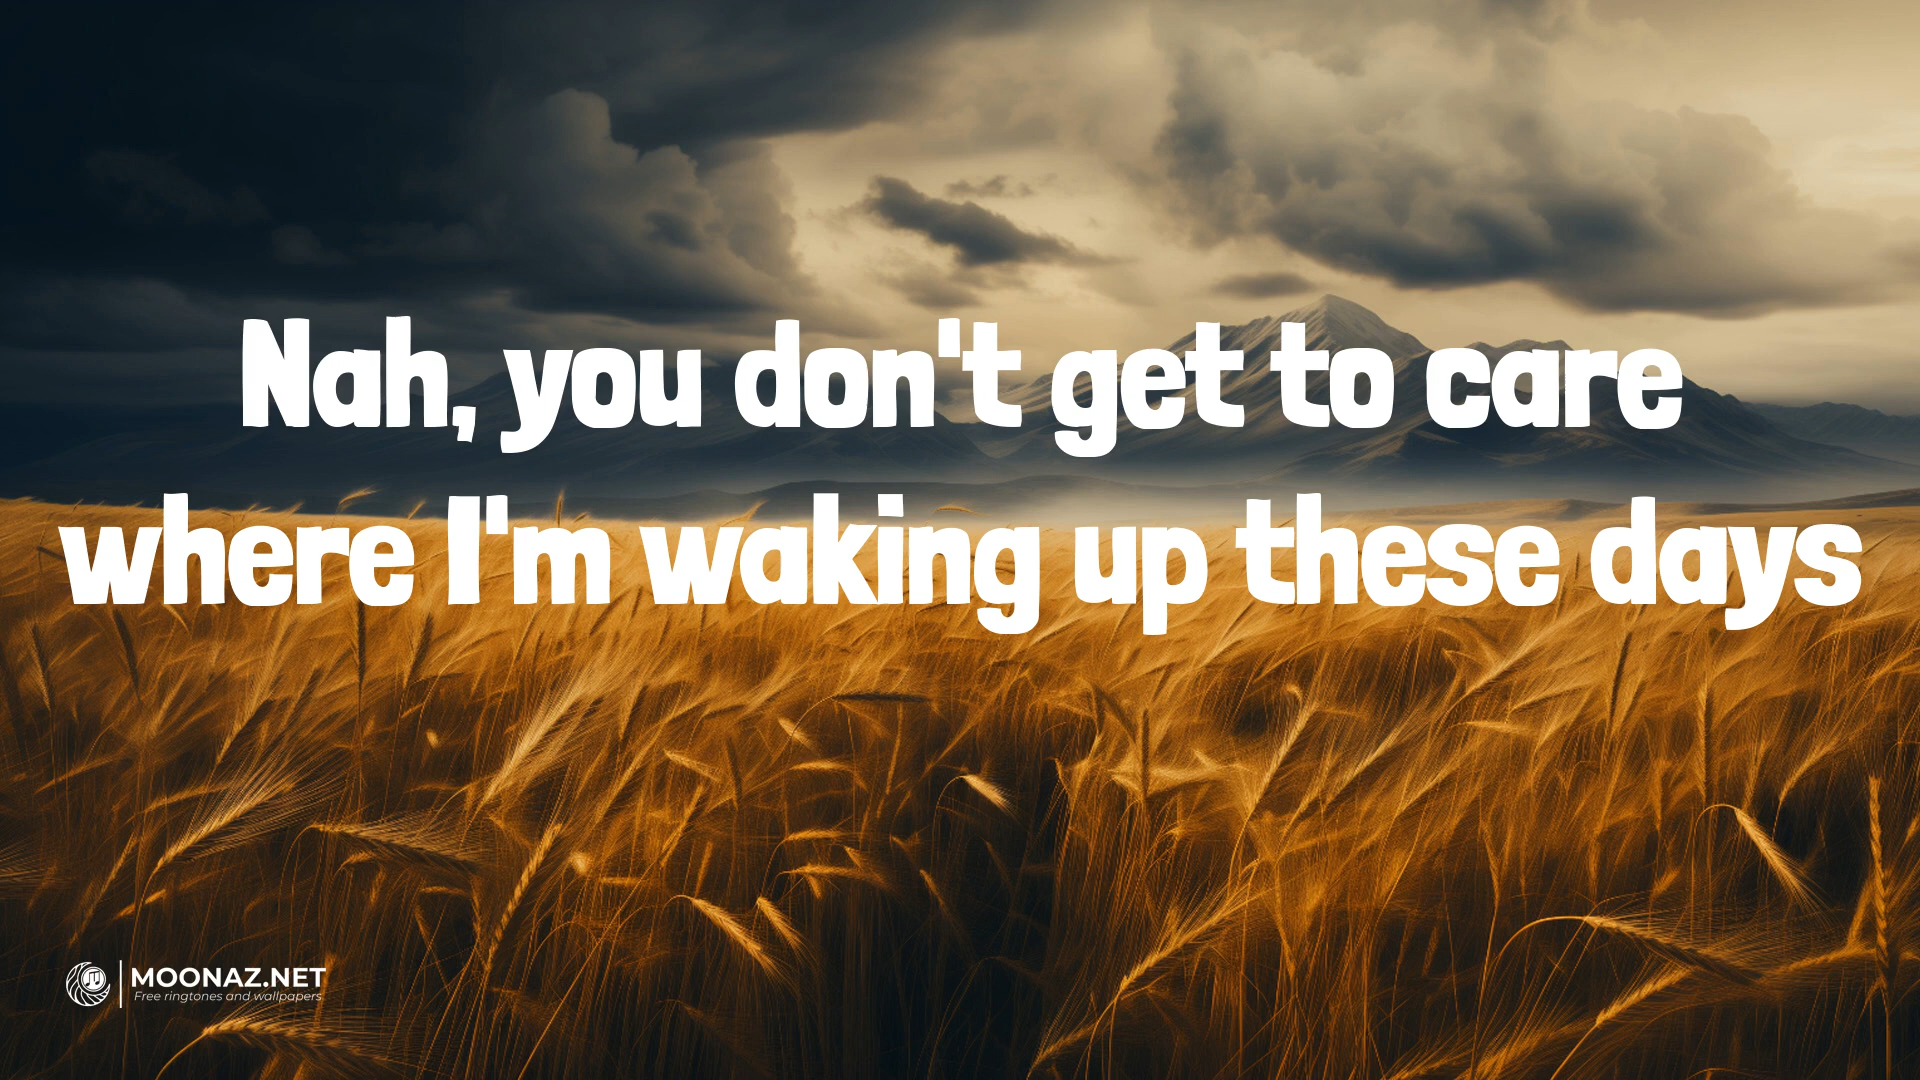 Nah, you don't get to care
where I'm waking up these days
MOONAZ.NET
Free ringtones and wallpapers